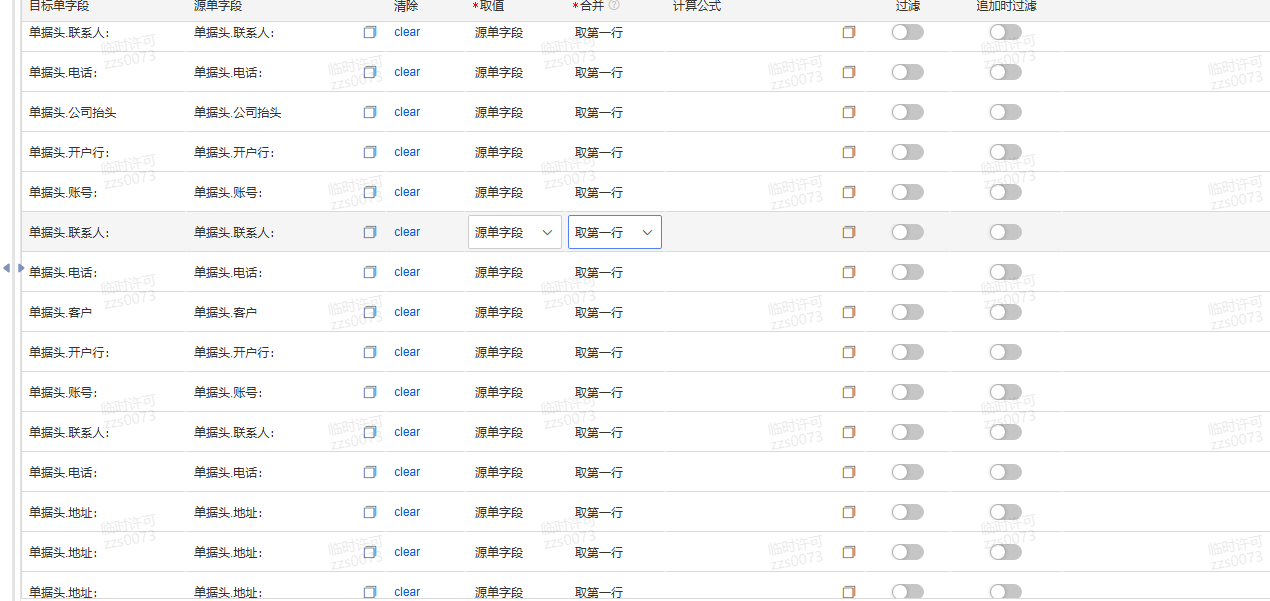 目标单字段 源单字段 清除 *取值 *合并 ? 计算公式 过滤 追加时过滤
单据头.联系人: 单据头.联系人: clear 源单字段 取第一行
单据头.电话: 单据头.电话: clear 源单字段 取第一行
单据头.公司抬头 单据头.公司抬头 clear 源单字段 取第一行
单据头.开户行: 单据头.开户行: clear 源单字段 取第一行
单据头.账号: 单据头.账号: clear 源单字段 取第一行
单据头.联系人: 单据头.联系人: clear 源单字段 取第一行
单据头.电话: 单据头.电话: clear 源单字段 取第一行
单据头.客户 单据头.客户 clear 源单字段 取第一行
单据头.开户行: 单据头.开户行: clear 源单字段 取第一行
单据头.账号: 单据头.账号: clear 源单字段 取第一行
单据头.联系人: 单据头.联系人: clear 源单字段 取第一行
单据头.电话: 单据头.电话: clear 源单字段 取第一行
单据头.地址: 单据头.地址: clear 源单字段 取第一行
单据头.地址: 单据头.地址: clear 源单字段 取第一行
单据头.地址: 单据头.地址: clear 源单字段 取第一行
临时许可
zzs0073